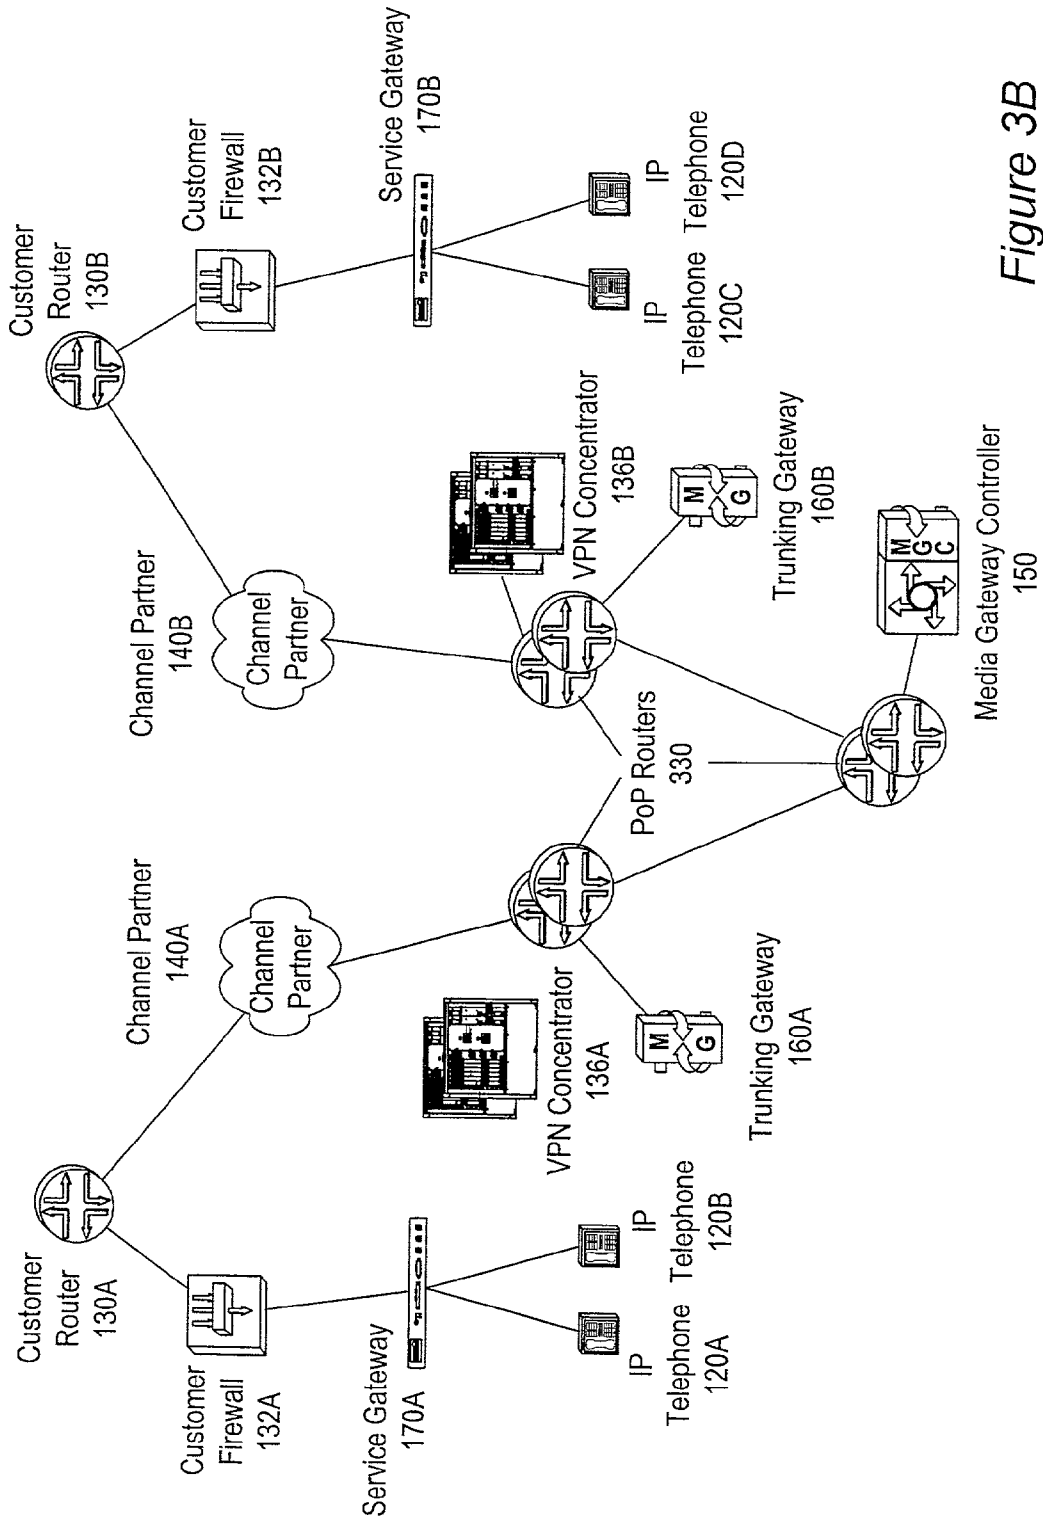 Customer
Router
130A
Customer
Router
130B
Channel Partner
140A
Channel Partner
140B
Customer
Firewall
132A
Customer
Firewall
132B
Channel
Partner
Channel
Partner
Service Gateway
170A
Service Gateway
170B
VPN Concentrator
136A
VPN Concentrator
136B
IP
Telephone
120A
IP
Telephone
120B
IP
Telephone
120C
IP
Telephone
120D
PoP Routers
330
M
G
Trunking Gateway
160A
M
G
Trunking Gateway
160B
M
G
C
Media Gateway Controller
150
Figure 3B